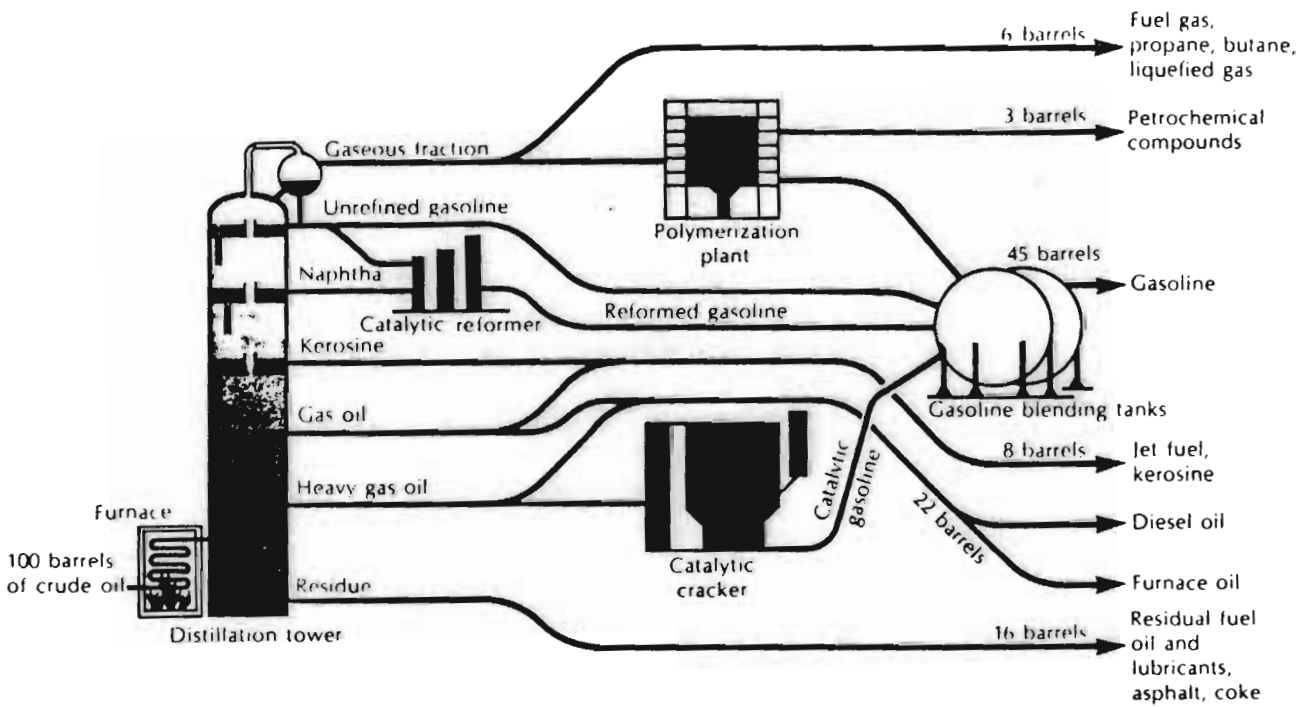 6 barrels
Fuel gas,
propane, butane,
liquefied gas
3 barrels
Petrochemical
compounds
Gaseous fraction
Unrefined gasoline
Polymerization
plant
45 barrels
Gasoline
Naphtha
Reformed gasoline
Catalytic reformer
Kerosine
Gas oil
Gasoline blending tanks
8 barrels
Jet fuel,
kerosine
Catalytic
gasoline
Heavy gas oil
Furnace
22 barrels
Diesel oil
100 barrels
of crude oil
Catalytic
cracker
Furnace oil
Residue
Distillation tower
16 barrels
Residual fuel
oil and
lubricants,
asphalt, coke